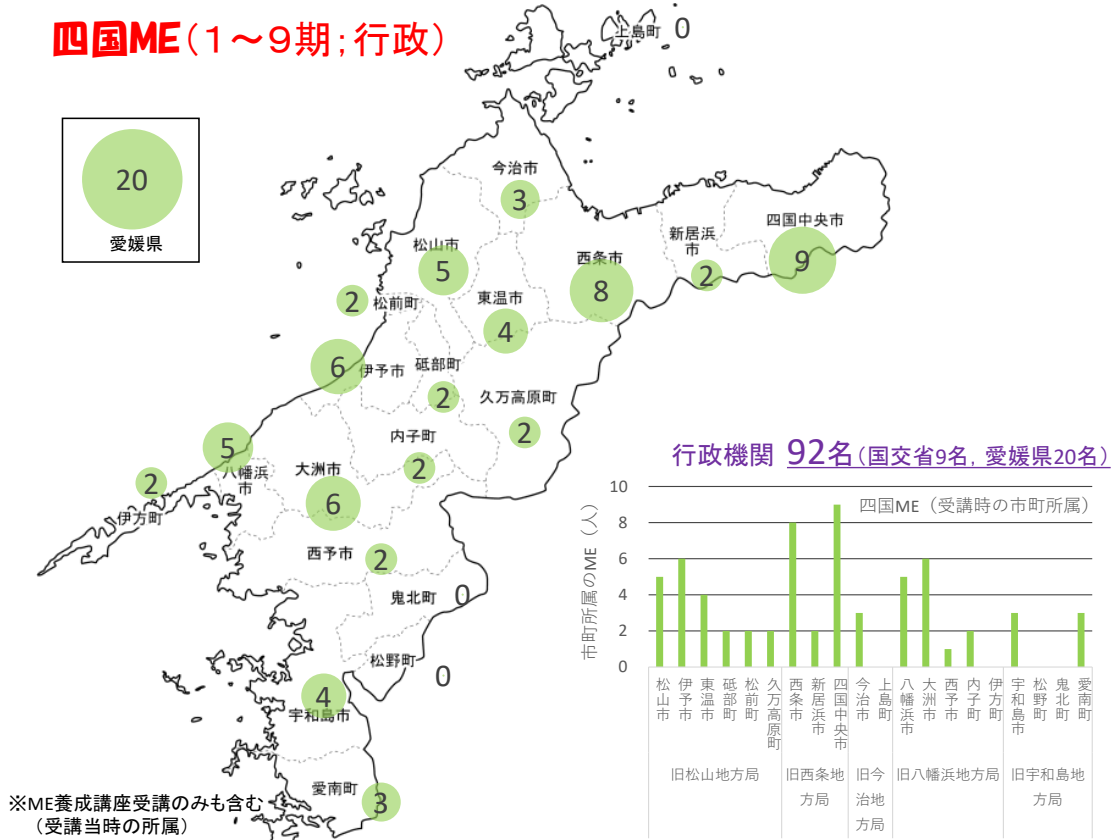 四国ME(1~9期;行政)
上島町 0
20
愛媛県
今治市
3
四国中央市
9
新居浜
市
2
松山市
5
西条市
8
2
松前町
東温市
4
6
伊予市
砥部町
2
久万高原町
2
内子町
2
5
八幡浜
市
大洲市
6
2
伊方町
西予市
2
鬼北町 0
松野町 0
4
宇和島市
愛南町
3
※ME養成講座受講のみも含む
(受講当時の所属)
行政機関 92名(国交省9名, 愛媛県20名)
四国ME(受講時の市町所属)
市町所属のME(人)
10
8
6
4
2
0
松山市
伊予市
東温市
砥部町
松前町
久万高原町
西条市
新居浜市
四国中央市
今治市
上島町
八幡浜市
大洲市
西予市
内子町
伊方町
宇和島市
松野町
鬼北町
愛南町
旧松山地方局
旧西条地
方局
旧今
治地
方局
旧八幡浜地方局
旧宇和島地
方局